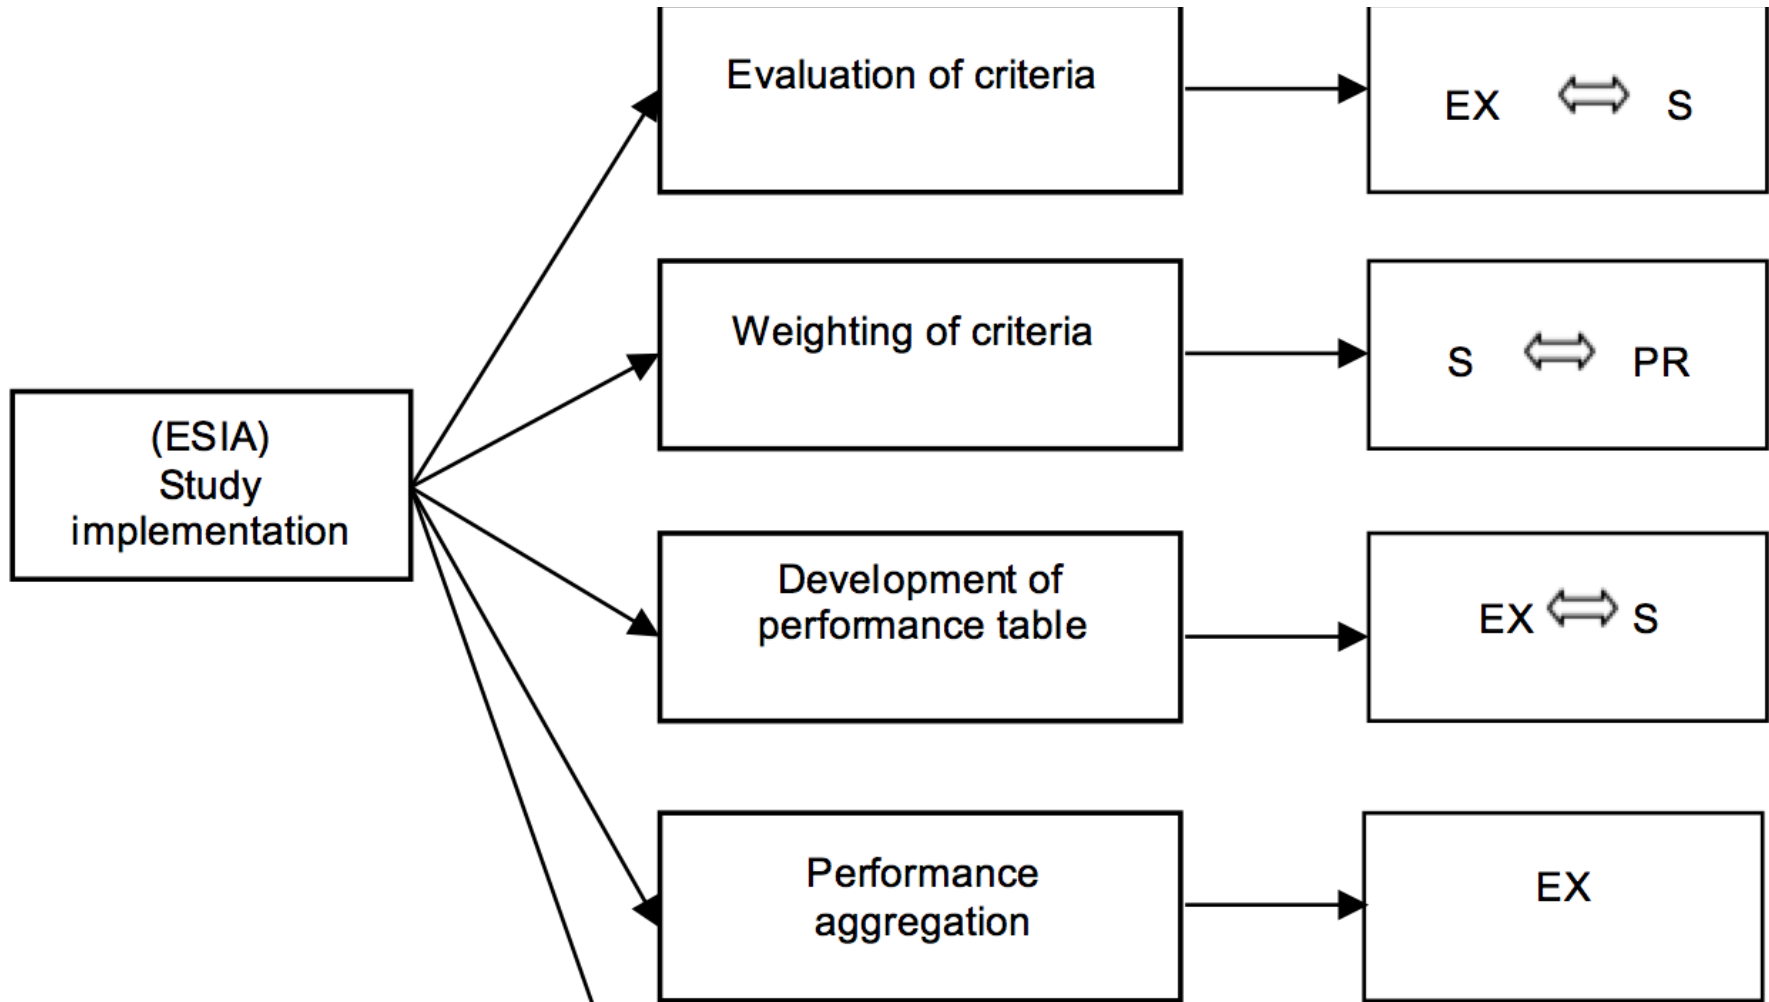 Evaluation of criteria
EX S
Weighting of criteria
S PR
(ESIA)
Study
implementation
Development of
performance table
EX S
Performance
aggregation
EX